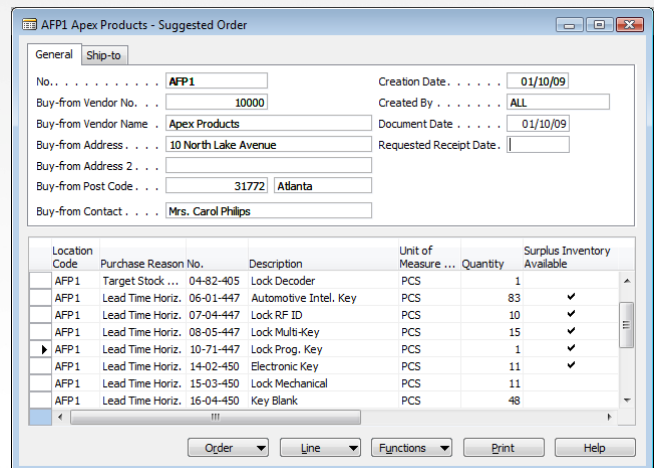 AFP1 Apex Products - Suggested Order
General Ship-to
No. . . . . . . . . . . . AFP1 Creation Date. . . . . . 01/10/09
Buy-from Vendor No. . . 10000 Created By . . . . . . . ALL
Buy-from Vendor Name . Apex Products Document Date . . . . . 01/10/09
Buy-from Address . . . . 10 North Lake Avenue Requested Receipt Date.
Buy-from Address 2 . . .
Buy-from Post Code . . . 31772 Atlanta
Buy-from Contact . . . . Mrs. Carol Philips
Location Unit of Surplus Inventory
Code Purchase Reason No. Description Measure ... Quantity Available
AFP1 Target Stock ... 04-82-405 Lock Decoder PCS 1
AFP1 Lead Time Horiz. 06-01-447 Automotive Intel. Key PCS 83 ✔
AFP1 Lead Time Horiz. 07-04-447 Lock RF ID PCS 10 ✔
AFP1 Lead Time Horiz. 08-05-447 Lock Multi-Key PCS 15 ✔
AFP1 Lead Time Horiz. 10-71-447 Lock Prog. Key PCS 1 ✔
AFP1 Lead Time Horiz. 14-02-450 Electronic Key PCS 11 ✔
AFP1 Lead Time Horiz. 15-03-450 Lock Mechanical PCS 11
AFP1 Lead Time Horiz. 16-04-450 Key Blank PCS 48
Order Line Functions Print Help